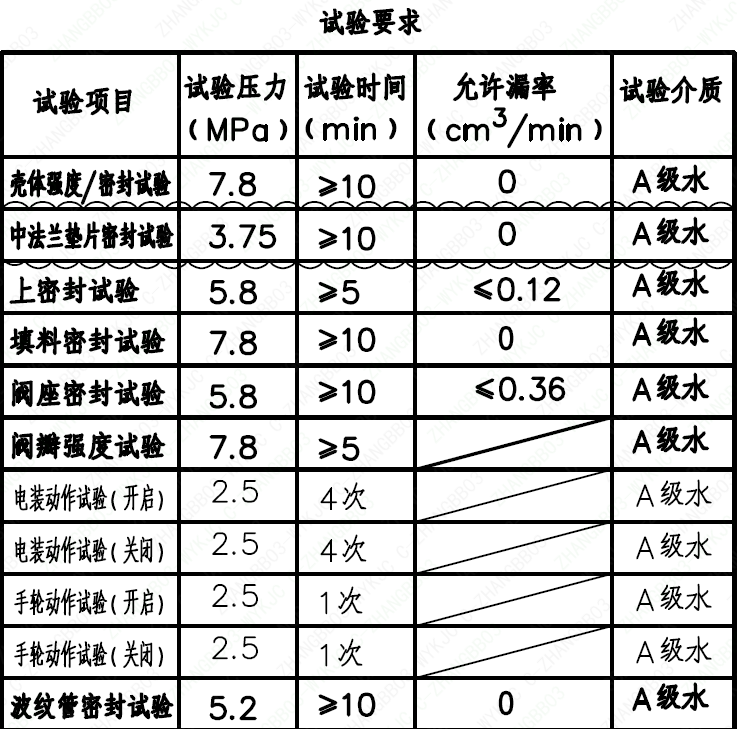 试验要求
试验项目 试验压力(MPa) 试验时间(min) 允许漏率(cm³/min) 试验介质
壳体强度/密封试验 7.8 ≥10 0 A级水
中法兰垫片密封试验 3.75 ≥10 0 A级水
上密封试验 5.8 ≥5 ≤0.12 A级水
填料密封试验 7.8 ≥10 0 A级水
阀座密封试验 5.8 ≥10 ≤0.36 A级水
阀瓣强度试验 7.8 ≥5 A级水
电装动作试验(开启) 2.5 4次 A级水
电装动作试验(关闭) 2.5 4次 A级水
手轮动作试验(开启) 2.5 1次 A级水
手轮动作试验(关闭) 2.5 1次 A级水
波纹管密封试验 5.2 ≥10 0 A级水